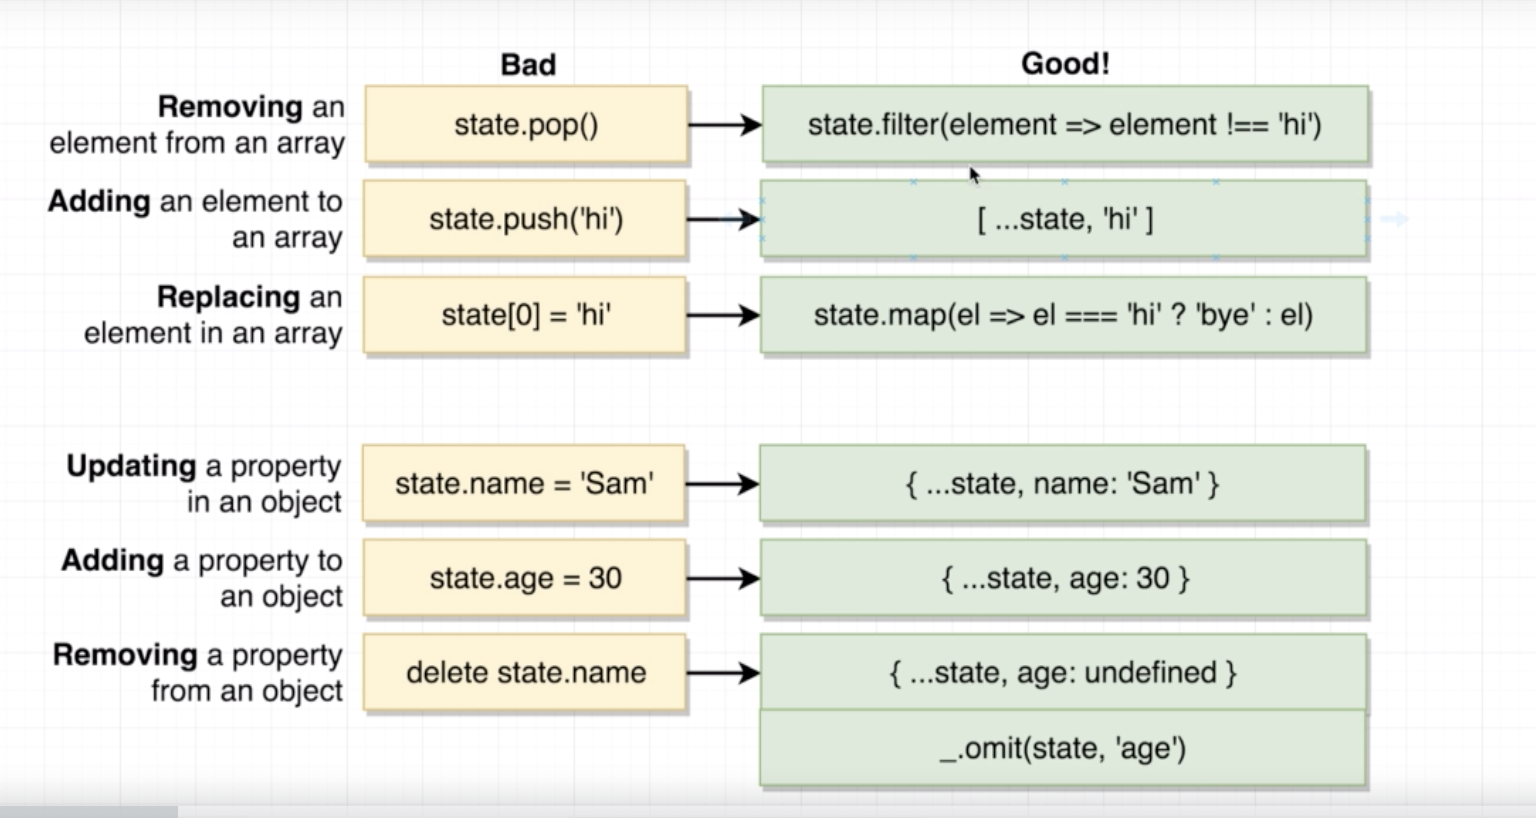 Bad
Good!
Removing an
element from an array
state.pop()
state.filter(element => element !== 'hi')
Adding an element to
an array
state.push('hi')
[ ...state, 'hi' ]
Replacing an
element in an array
state[0] = 'hi'
state.map(el => el === 'hi' ? 'bye' : el)
Updating a property
in an object
state.name = 'Sam'
{ ...state, name: 'Sam' }
Adding a property to
an object
state.age = 30
{ ...state, age: 30 }
Removing a property
from an object
delete state.name
{ ...state, age: undefined }
_.omit(state, 'age')